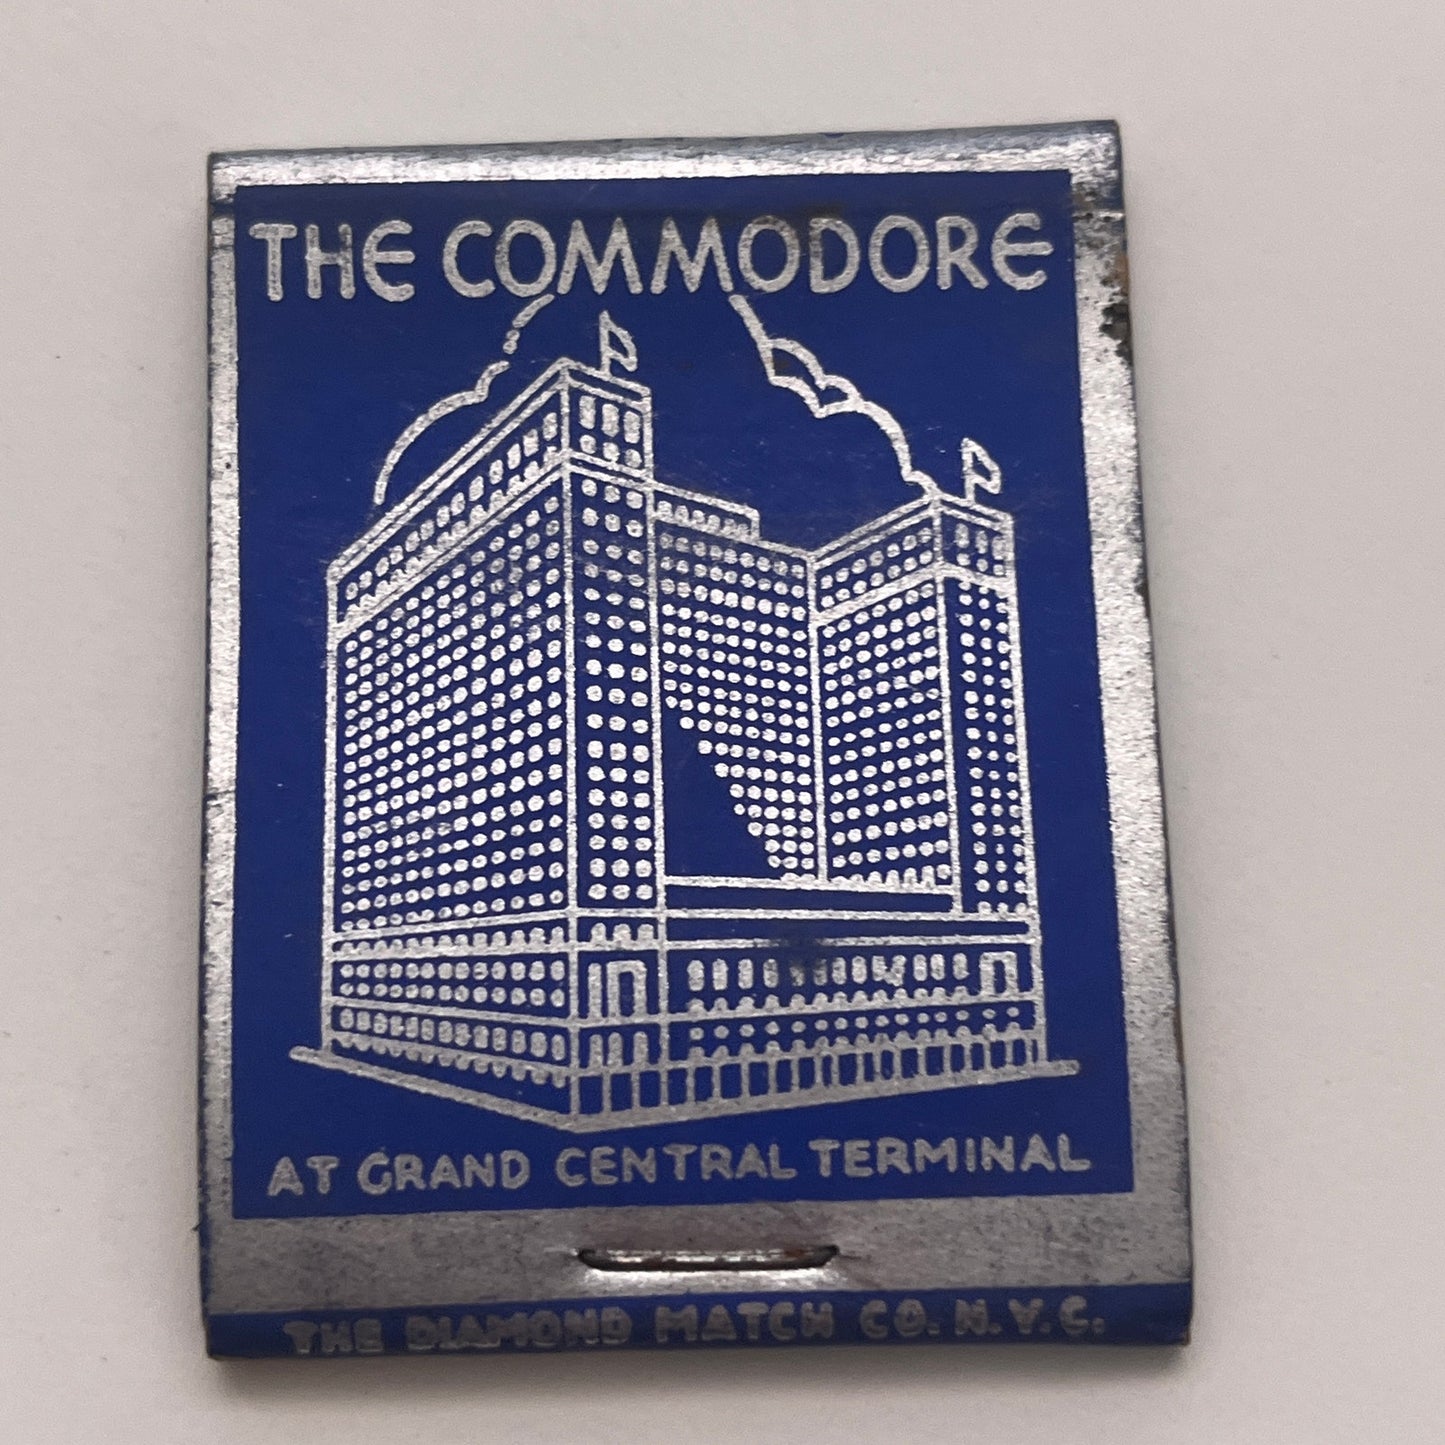 THE COMMODORE
AT GRAND CENTRAL TERMINAL
THE DIAMOND MATCH CO. N.Y.C.